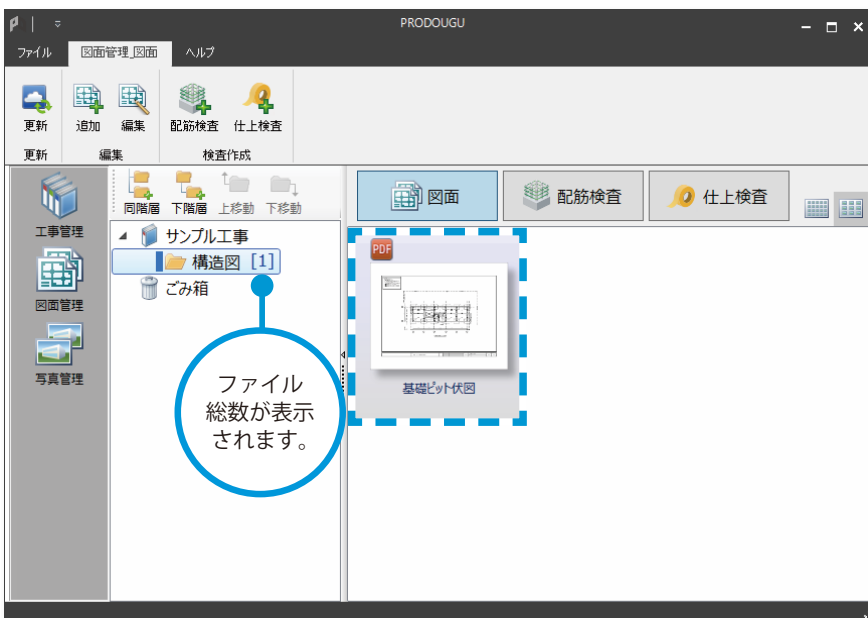 PRODOUGU
ファイル 図面管理_図面 ヘルプ
更新 追加 編集 配筋検査 仕上検査
更新 編集 検査作成
工事管理
図面管理
写真管理
同階層 下階層 上移動 下移動
サンプル工事
構造図 [1]
ごみ箱
ファイル
総数が表示
されます。
図面 配筋検査 仕上検査
PDF
基礎ピット伏図